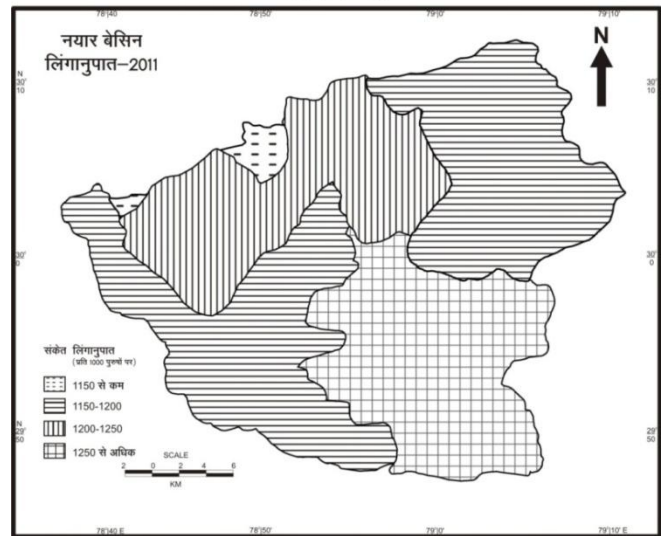 78°|40' 78°|50' 79°|0' 79°|10'
नयार बेसिन
लिंगानुपात–2011
N
N
30°
10'
30°
10'
30°
0'
30°
0'
संकेत लिंगानुपात
(प्रति 1000 पुरुषों पर)
1150 से कम
1150-1200
1200-1250
1250 से अधिक
N
29°
50'
29°
50'
SCALE
2 0 2 4 6
KM
78°|40 E 78°|50' 79°|0' 79°|10 E